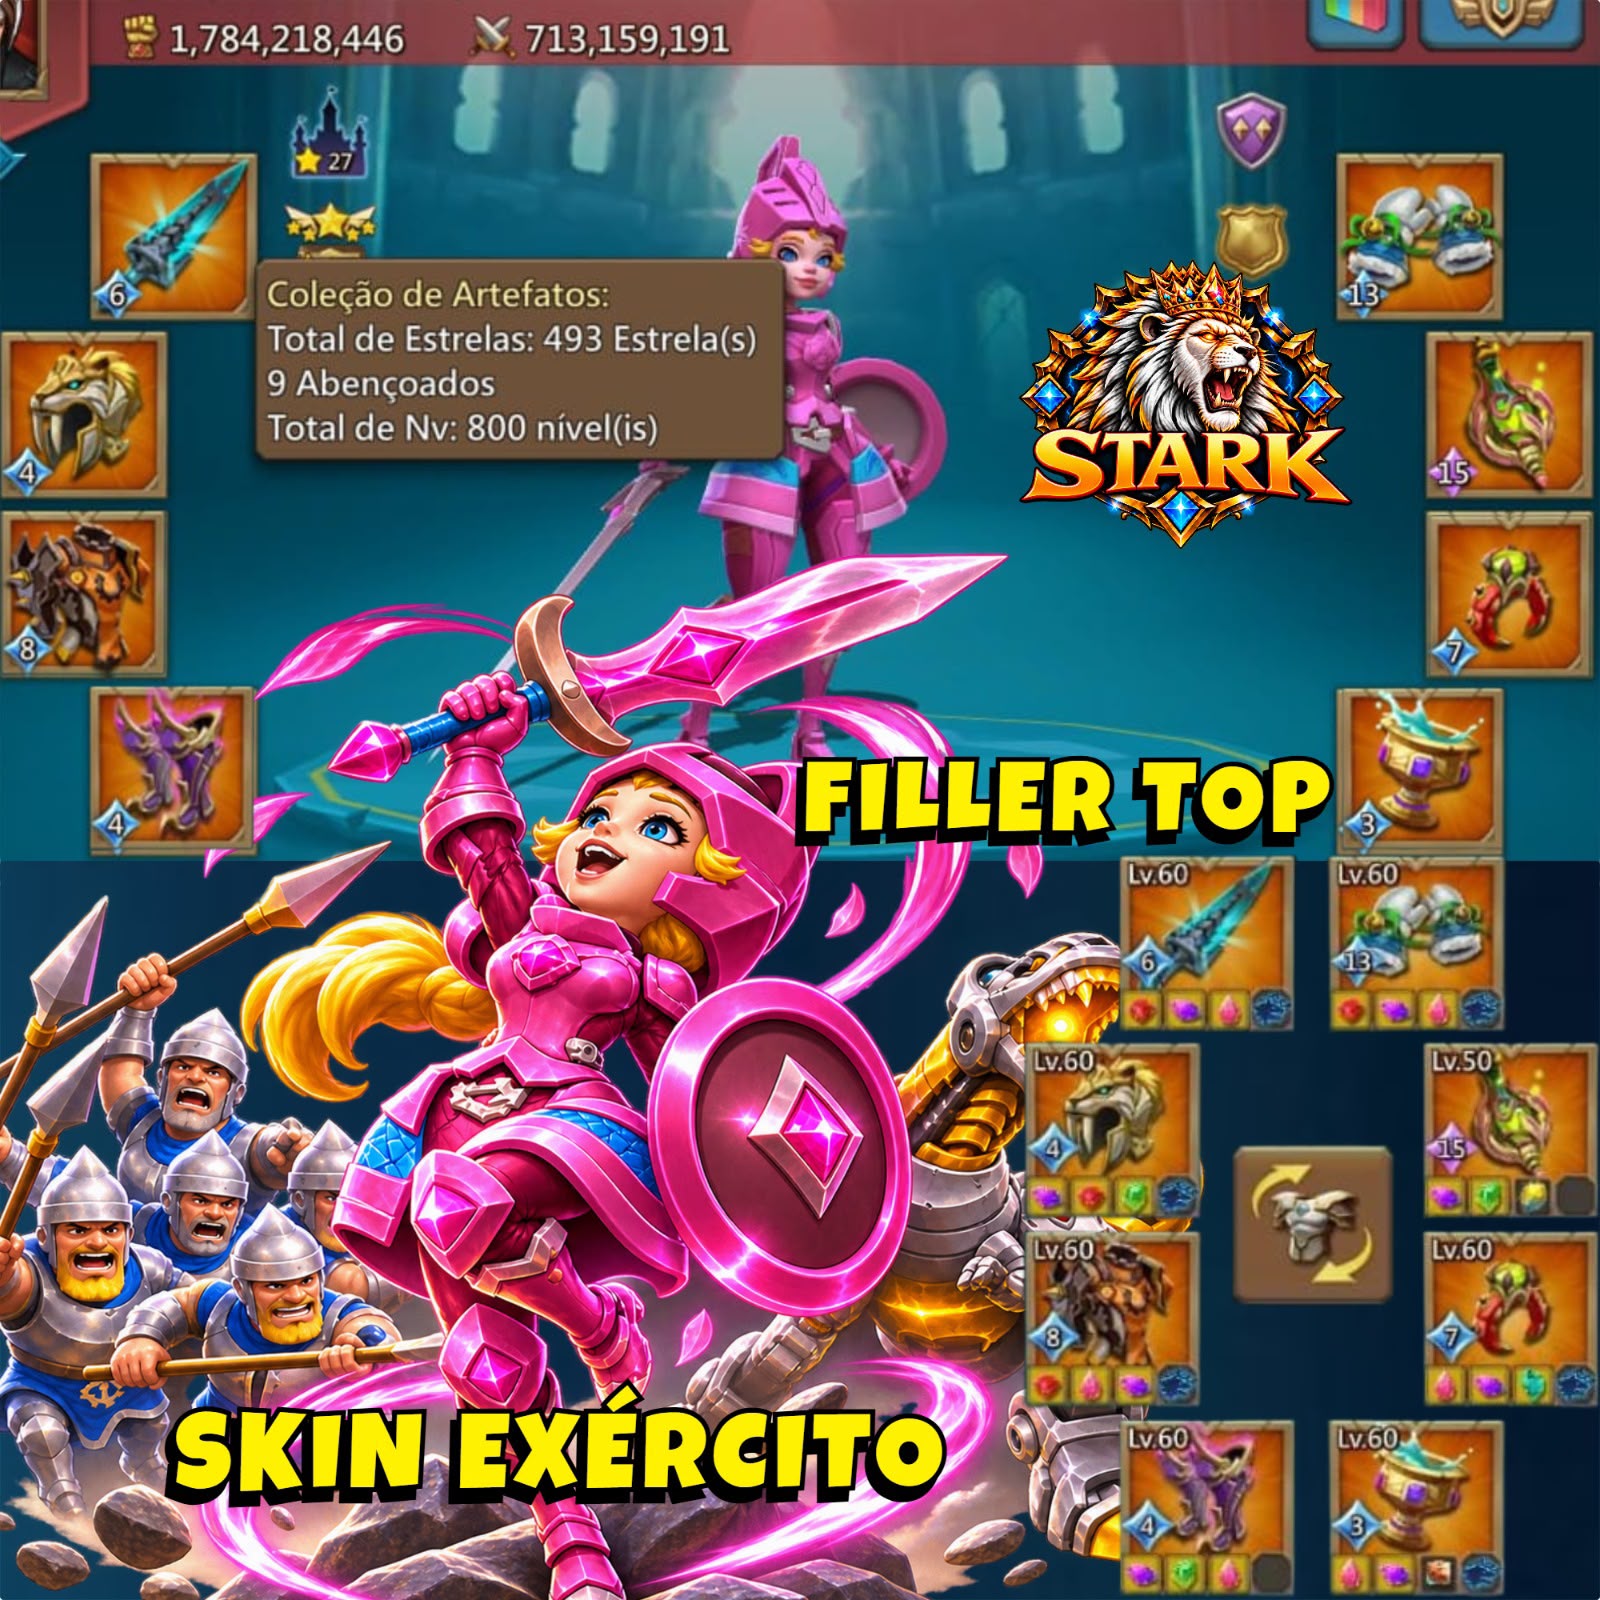 1,784,218,446
713,159,191
27
6
13
Coleção de Artefatos:
Total de Estrelas: 493 Estrela(s)
9 Abençoados
Total de Nv: 800 nível(is)
STARK
4
15
8
7
4
3
FILLER TOP
Lv.60
Lv.60
6
13
Lv.60
Lv.50
4
15
Lv.60
Lv.60
8
7
SKIN EXÉRCITO
Lv.60
Lv.60
4
3